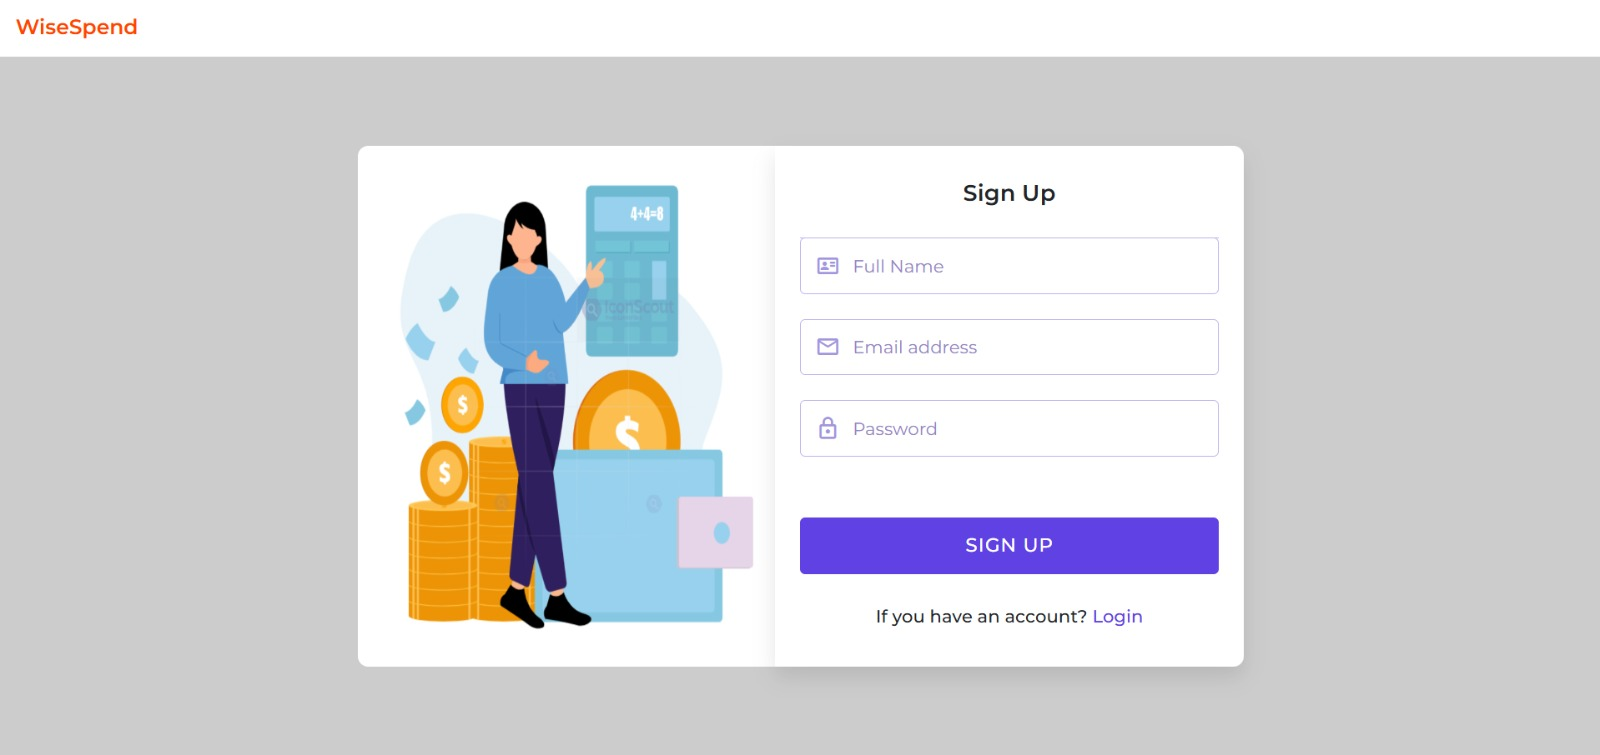 WiseSpend
4+4=8
IconScout
$
$
$
Sign Up
Full Name
Email address
Password
SIGN UP
If you have an account? Login